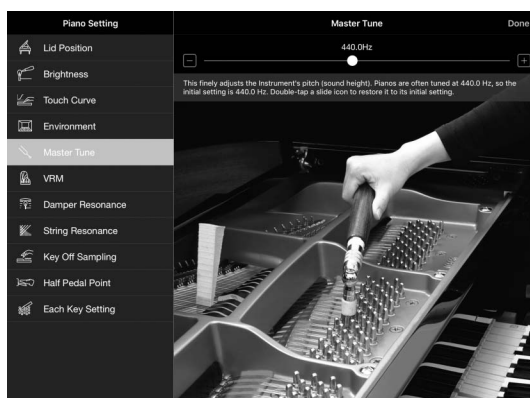 Piano Setting
Master Tune
Done
Lid Position
Brightness
Touch Curve
Environment
Master Tune
VRM
Damper Resonance
String Resonance
Key Off Sampling
Half Pedal Point
Each Key Setting
440.0Hz
This finely adjusts the Instrument's pitch (sound height). Pianos are often tuned at 440.0 Hz, so the
initial setting is 440.0 Hz. Double-tap a slide icon to restore it to its initial setting.